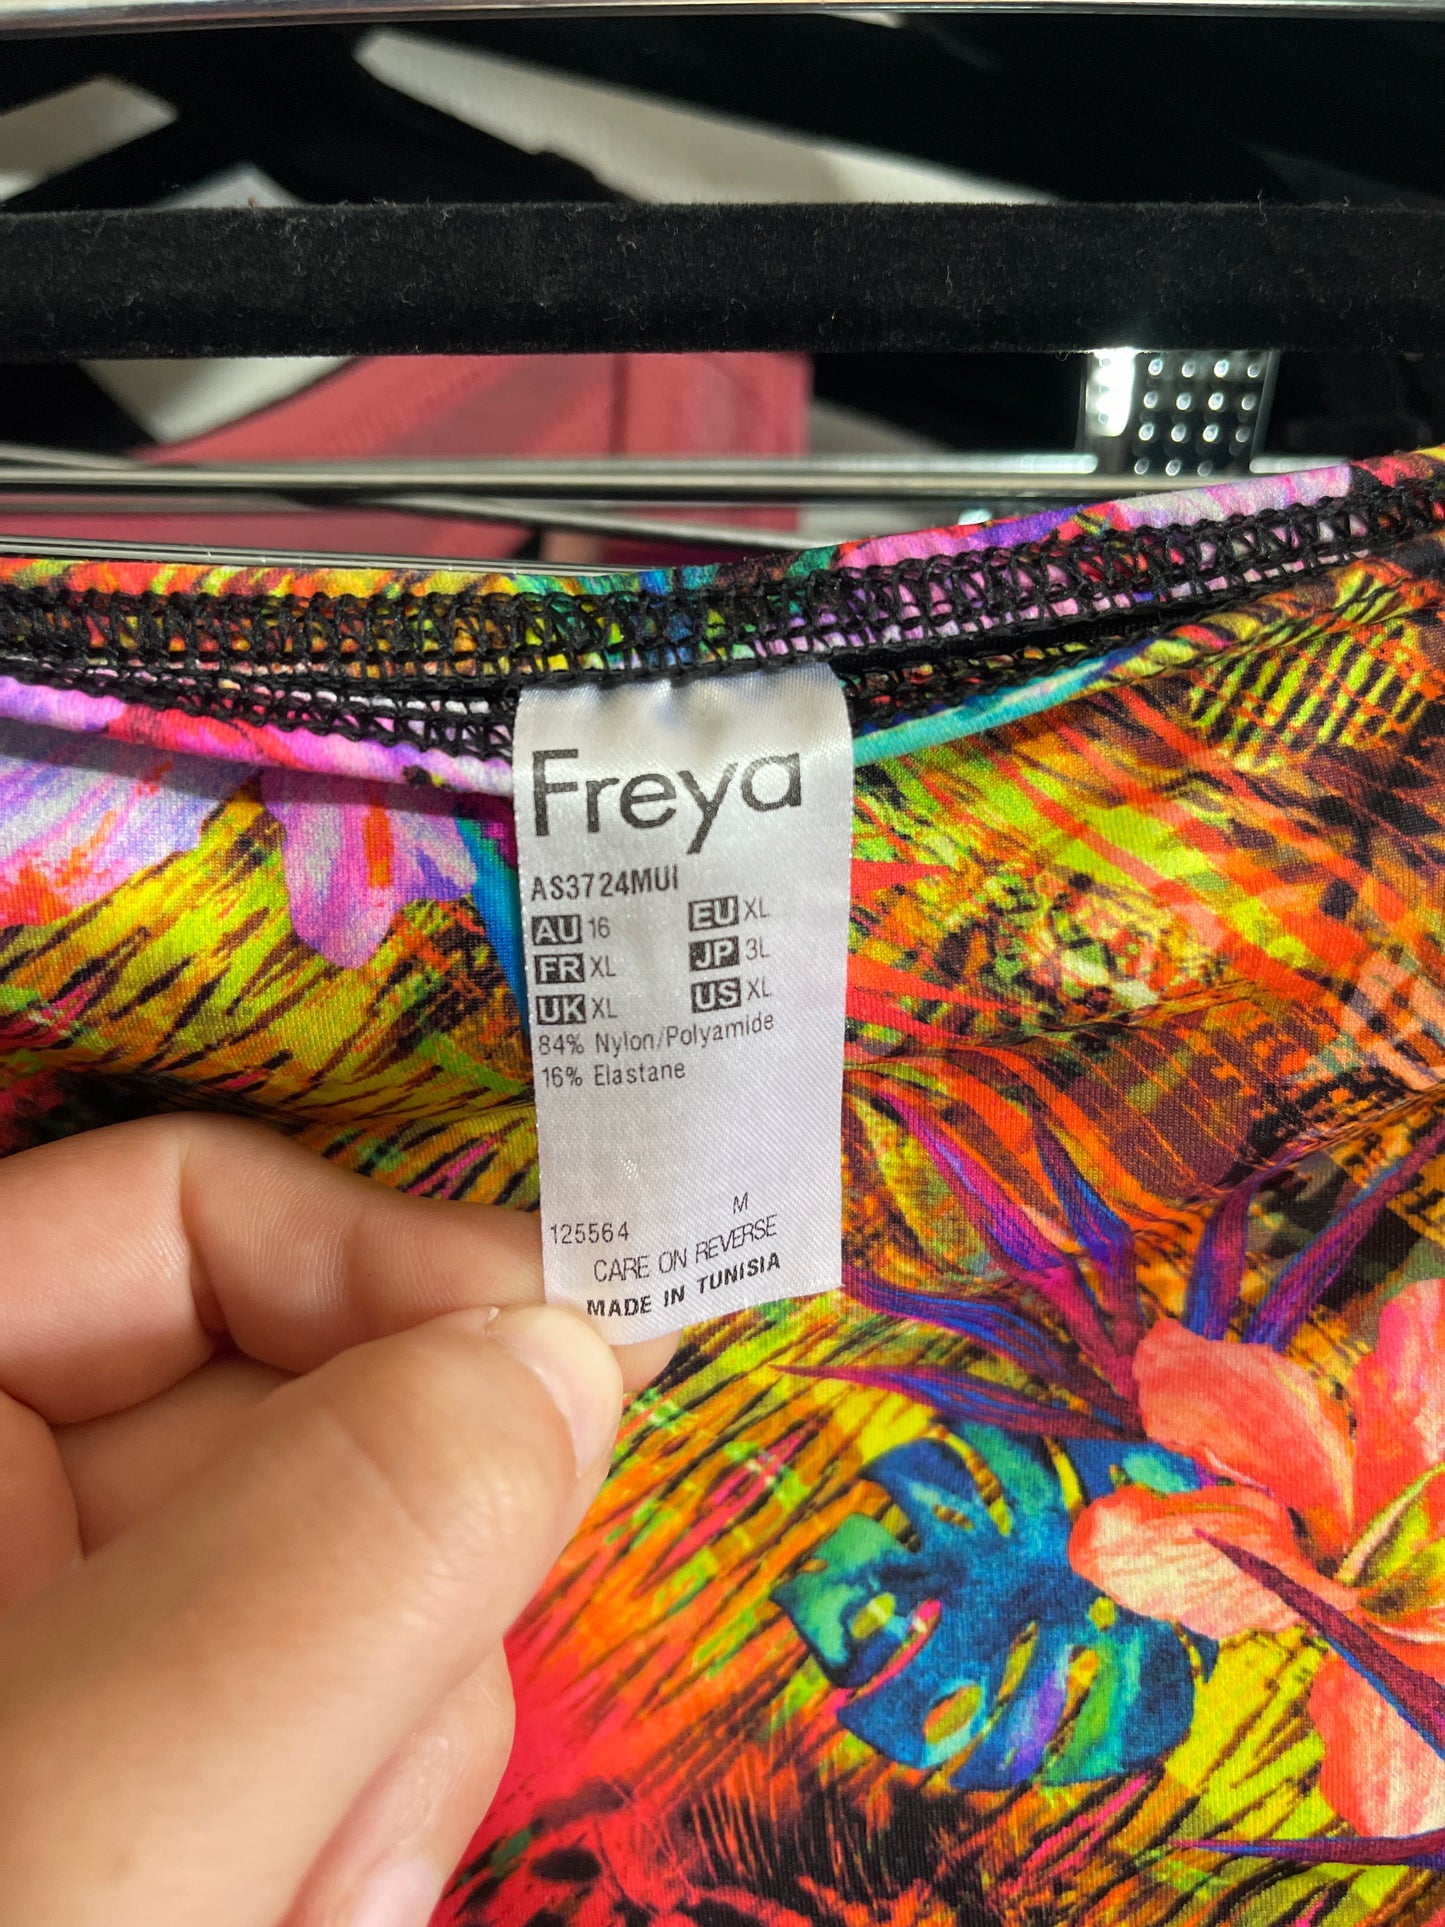 Freya
AS3724MUI
AU 16 EU XL
FR XL JP 3L
UK XL US XL
84% Nylon/Polyamide
16% Elastane
M
125564
CARE ON REVERSE
MADE IN TUNISIA